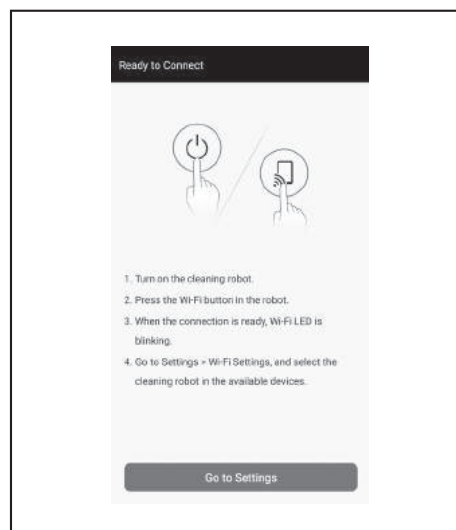 Ready to Connect
1. Turn on the cleaning robot.
2. Press the Wi-Fi button in the robot.
3. When the connection is ready, Wi-Fi LED is
blinking.
4. Go to Settings > Wi-Fi Settings, and select the
cleaning robot in the available devices.
Go to Settings